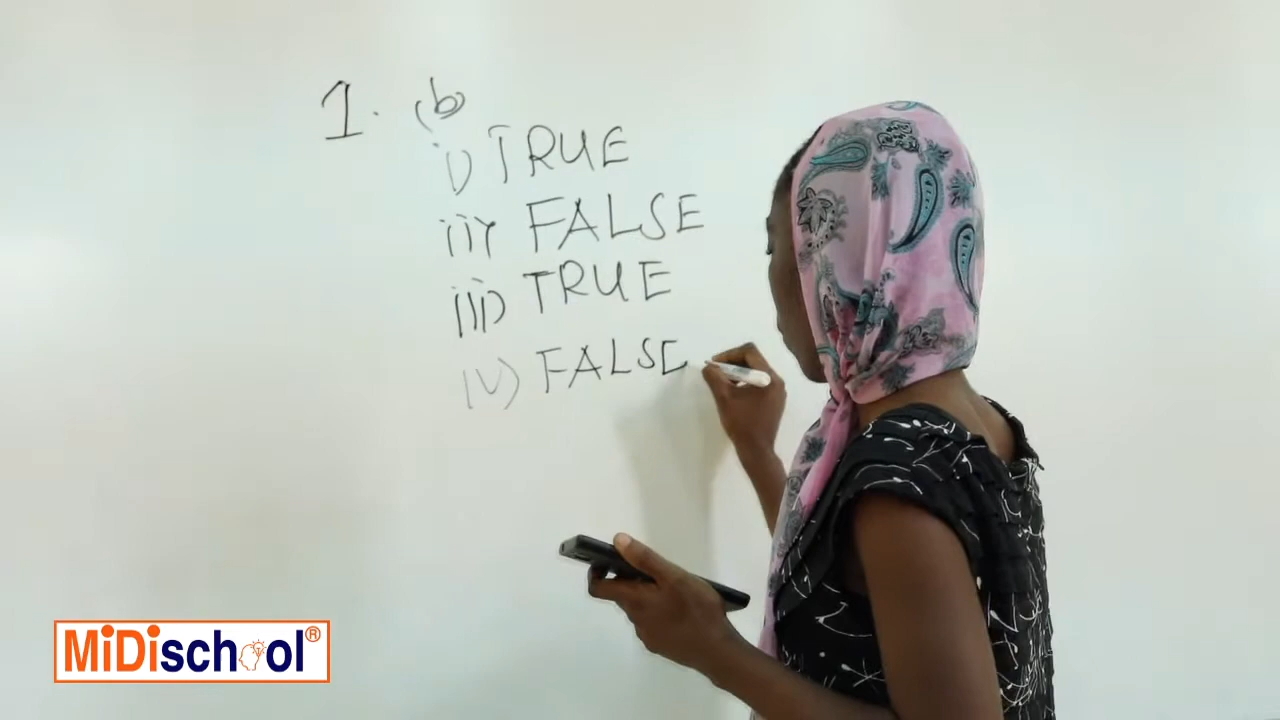 1. (b)
i) TRUE
ii) FALSE
iii) TRUE
iv) FALSE
MiDischool®